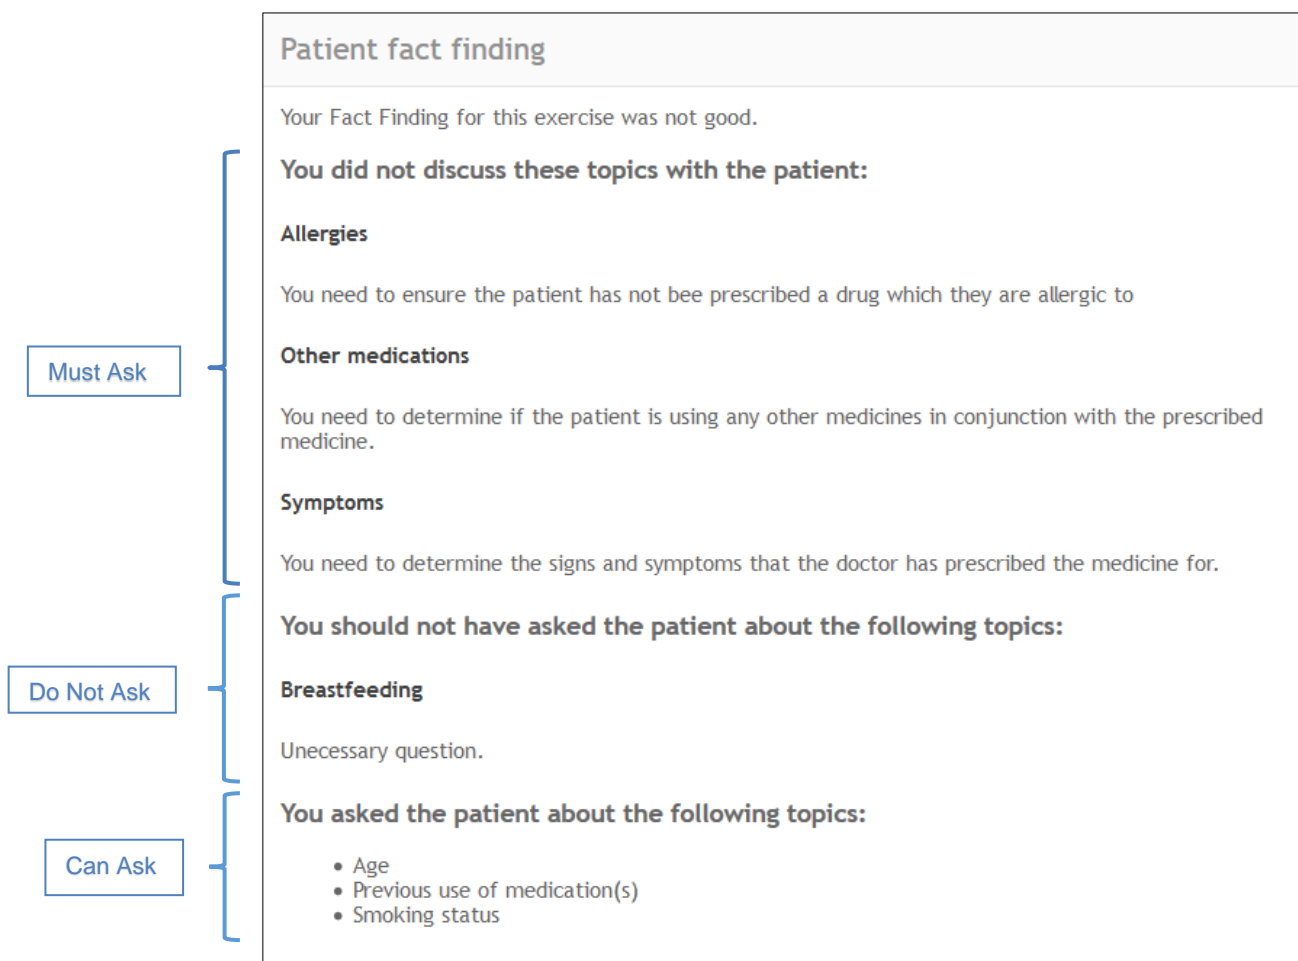 Patient fact finding
Your Fact Finding for this exercise was not good.
You did not discuss these topics with the patient:
Allergies
You need to ensure the patient has not bee prescribed a drug which they are allergic to
Other medications
Must Ask
You need to determine if the patient is using any other medicines in conjunction with the prescribed
medicine.
Symptoms
You need to determine the signs and symptoms that the doctor has prescribed the medicine for.
You should not have asked the patient about the following topics:
Do Not Ask
Breastfeeding
Unecessary question.
You asked the patient about the following topics:
Can Ask
• Age
• Previous use of medication(s)
• Smoking status